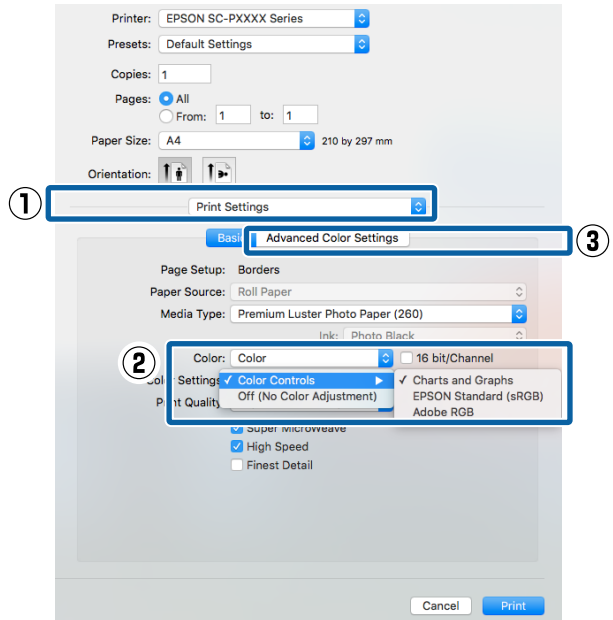 Printer: EPSON SC-PXXXX Series
Presets: Default Settings
Copies: 1
Pages: All
From: 1 to: 1
Paper Size: A4 210 by 297 mm
Orientation:
① Print Settings
Basic Advanced Color Settings ③
Page Setup: Borders
Paper Source: Roll Paper
Media Type: Premium Luster Photo Paper (260)
Ink: Photo Black
② Color: Color 16 bit/Channel
Color Settings ✓ Color Controls ▶ ✓ Charts and Graphs
Off (No Color Adjustment) EPSON Standard (sRGB)
Print Quality Adobe RGB
Super MicroWeave
High Speed
Finest Detail
Cancel Print